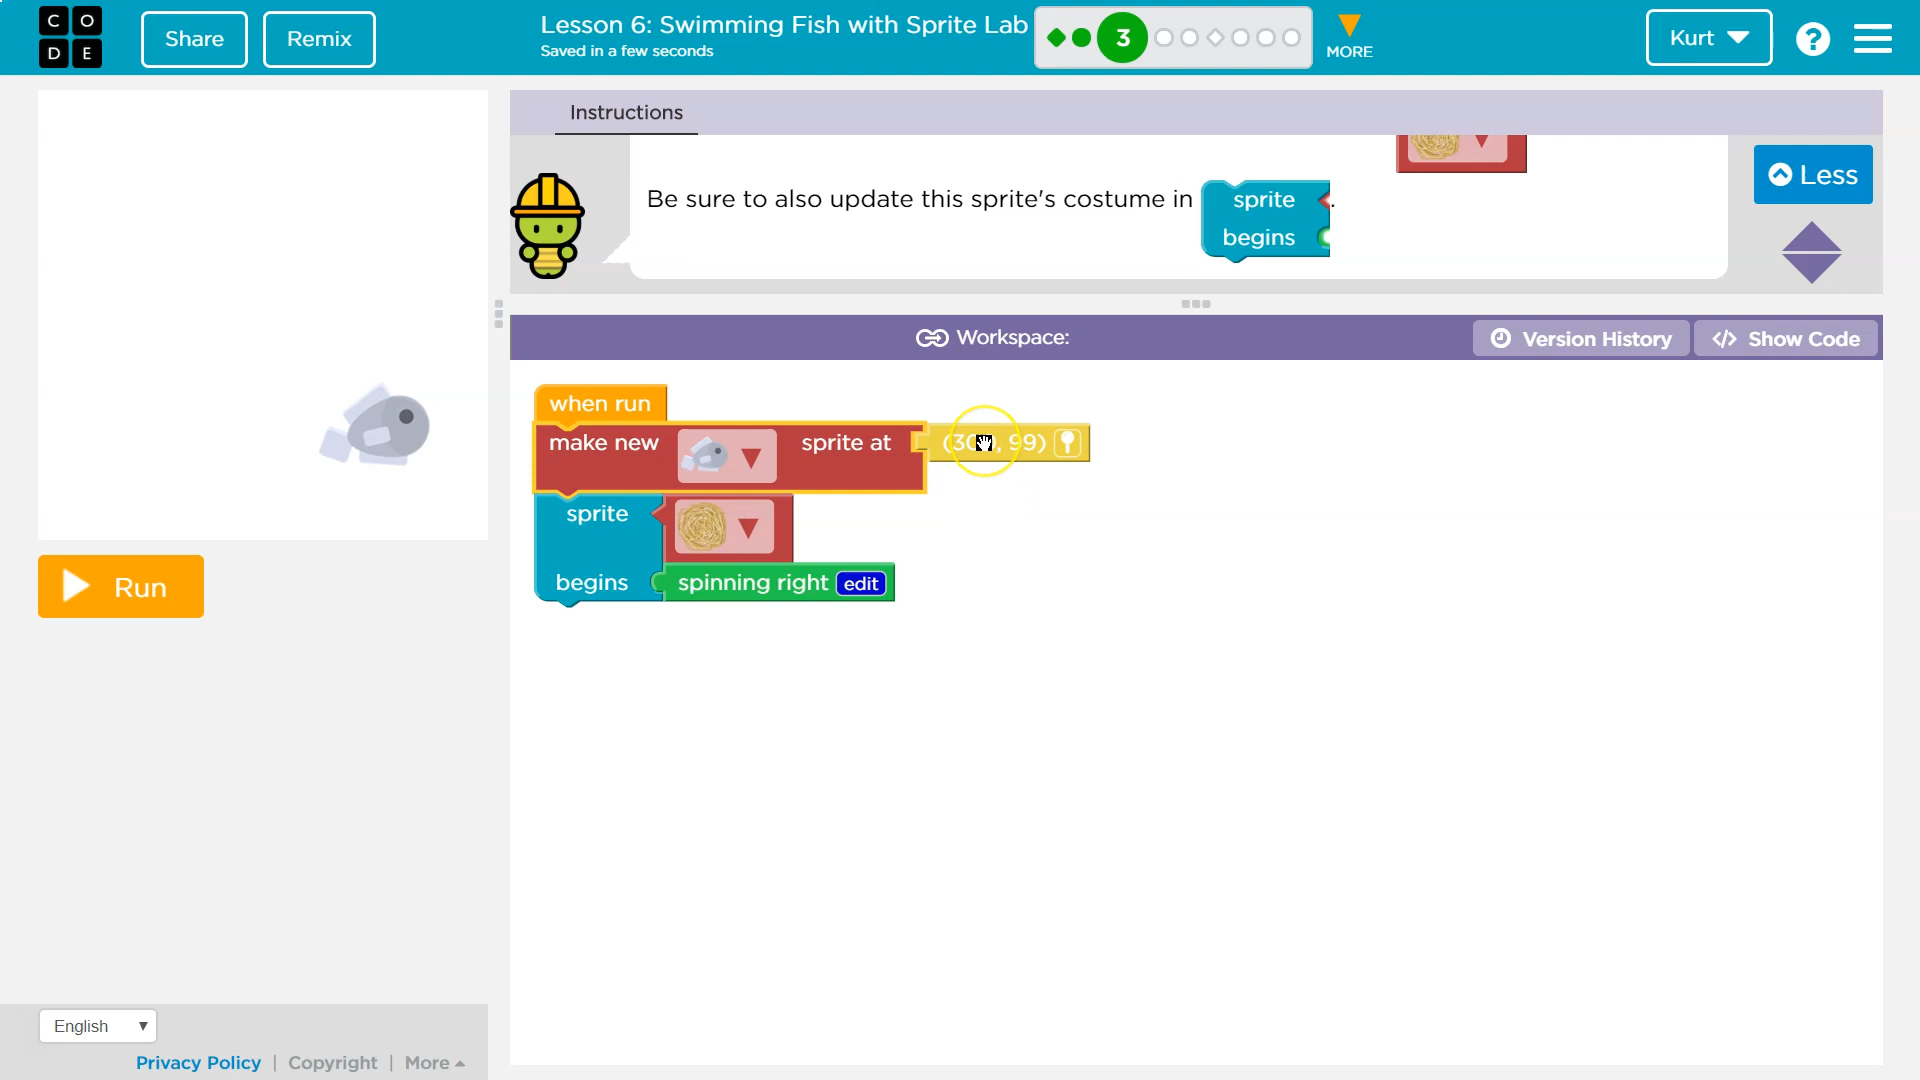 C O
D E
Share
Remix
Lesson 6: Swimming Fish with Sprite Lab
Saved in a few seconds
3
MORE
Kurt
?
Instructions
Be sure to also update this sprite's costume in sprite begins .
Less
Workspace:
Version History
</> Show Code
when run
make new sprite at
99)
sprite
begins spinning right edit
Run
English
Privacy Policy | Copyright | More